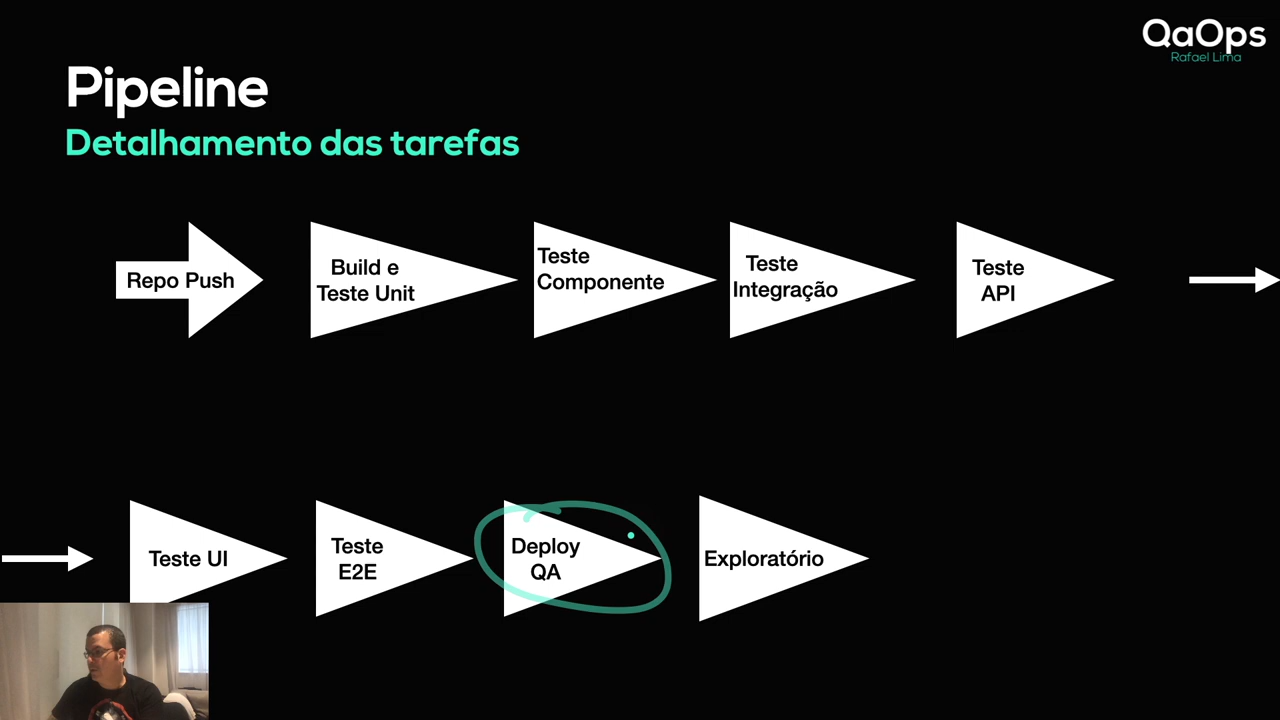 QaOps
Rafael Lima
Pipeline
Detalhamento das tarefas
Repo Push
Build e
Teste Unit
Teste
Componente
Teste
Integração
Teste
API
Teste UI
Teste
E2E
Deploy
QA
Exploratório